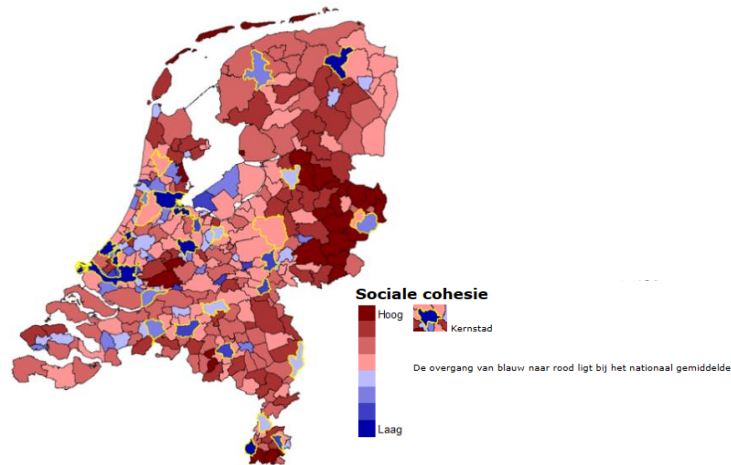 Sociale cohesie
Hoog
Kernstad
De overgang van blauw naar rood ligt bij het nationaal gemiddelde
Laag